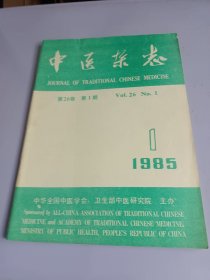 中医杂志
JOURNAL OF TRADITIONAL CHINESE MEDICINE
第26卷 第1期 Vol. 26 No. 1
1
1985
中华全国中医学会 卫生部中医研究院 主办
Sponsored by ALL-CHINA ASSOCIATION OF TRADITIONAL CHINESE
MEDICINE and ACADEMY OF TRADITIONAL CHINESE MEDICINE,
MINISTRY OF PUBLIC HEALTH, PEOPLE'S REPUBLIC OF CHINA